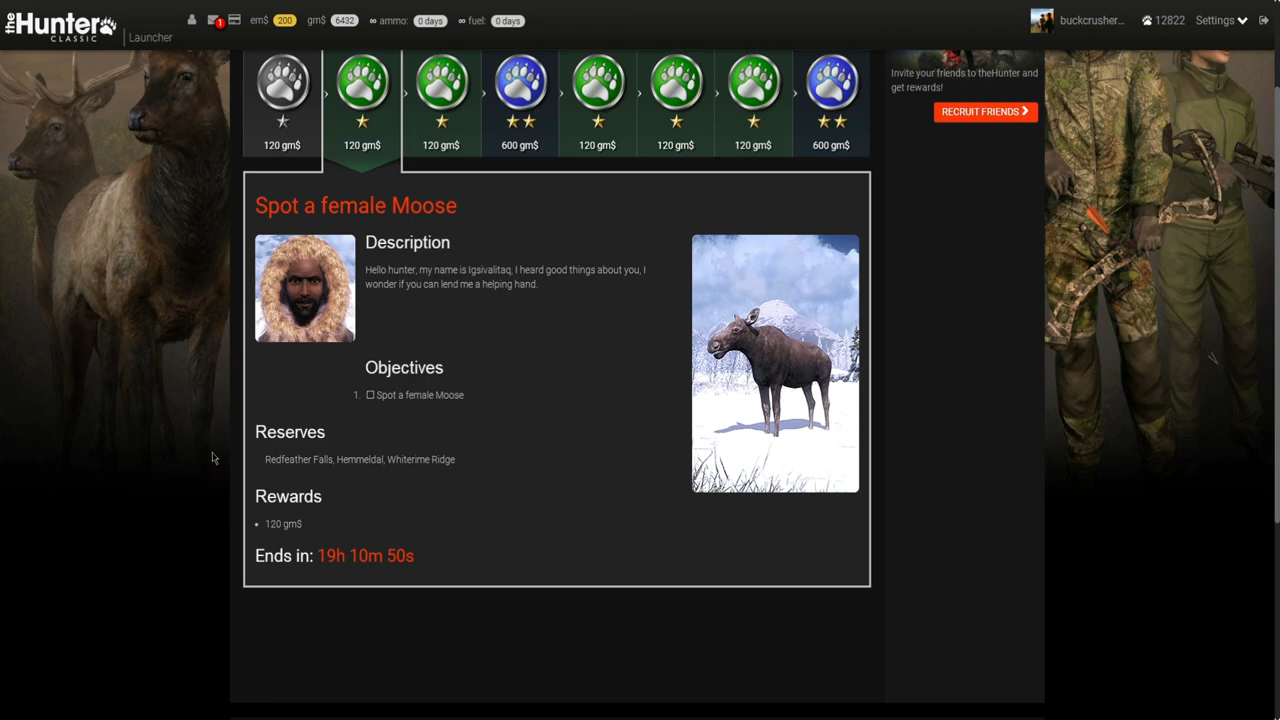 theHunter
CLASSIC
Launcher
1
em$ 200 gm$ 6432 ∞ ammo: 0 days ∞ fuel: 0 days
buckcrusher... 12822 Settings
Invite your friends to theHunter and
get rewards!
RECRUIT FRIENDS
120 gm$ 120 gm$ 120 gm$ 600 gm$ 120 gm$ 120 gm$ 120 gm$ 600 gm$
Spot a female Moose
Description
Hello hunter, my name is Igsivalitaq, I heard good things about you, I
wonder if you can lend me a helping hand.
Objectives
1. Spot a female Moose
Reserves
Redfeather Falls, Hemmeldal, Whiterime Ridge
Rewards
• 120 gm$
Ends in: 19h 10m 50s